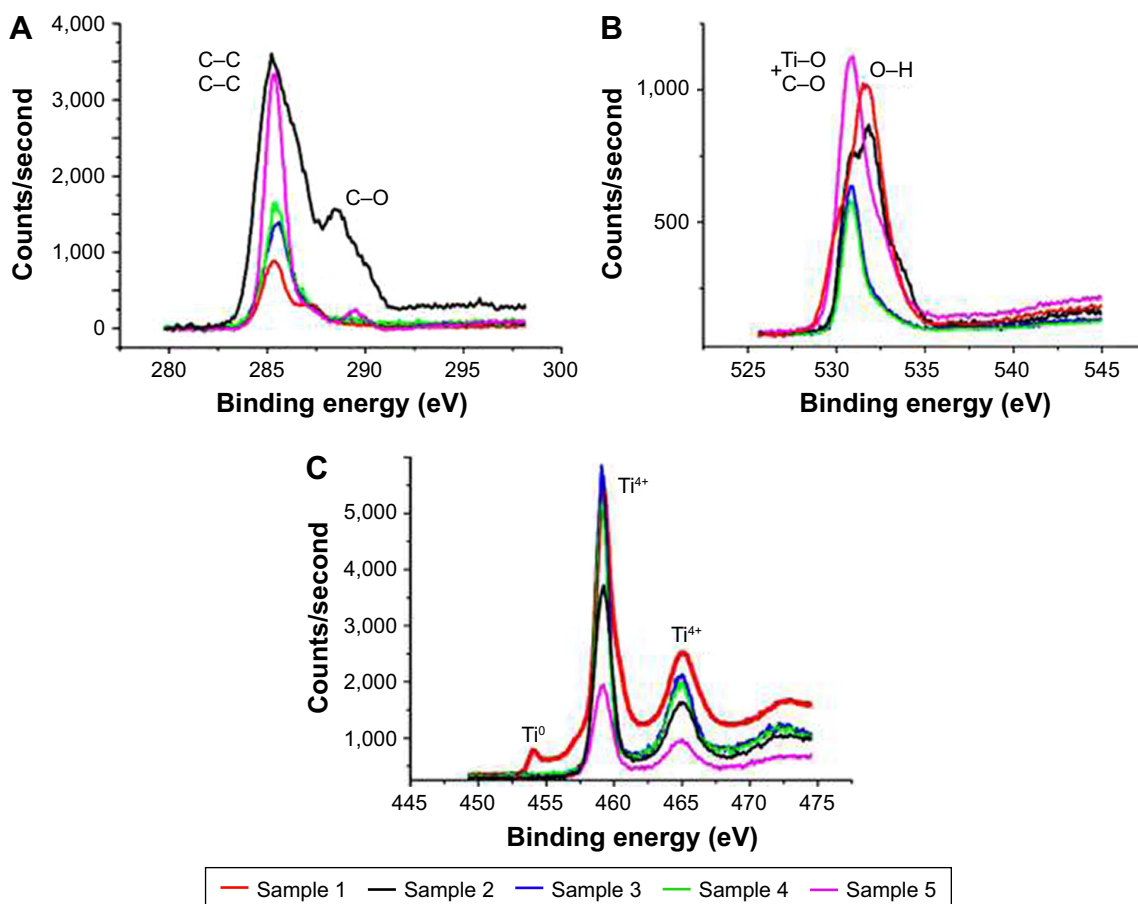 A
Counts/second
4,000
3,000
2,000
1,000
0
C–C
C–C
C–O
280 285 290 295 300
Binding energy (eV)
B
Counts/second
1,000
500
Ti–O
+
C–O
O–H
525 530 535 540 545
Binding energy (eV)
C
Counts/second
5,000
4,000
3,000
2,000
1,000
Ti⁴⁺
Ti⁴⁺
Ti⁰
445 450 455 460 465 470 475
Binding energy (eV)
Sample 1 Sample 2 Sample 3 Sample 4 Sample 5